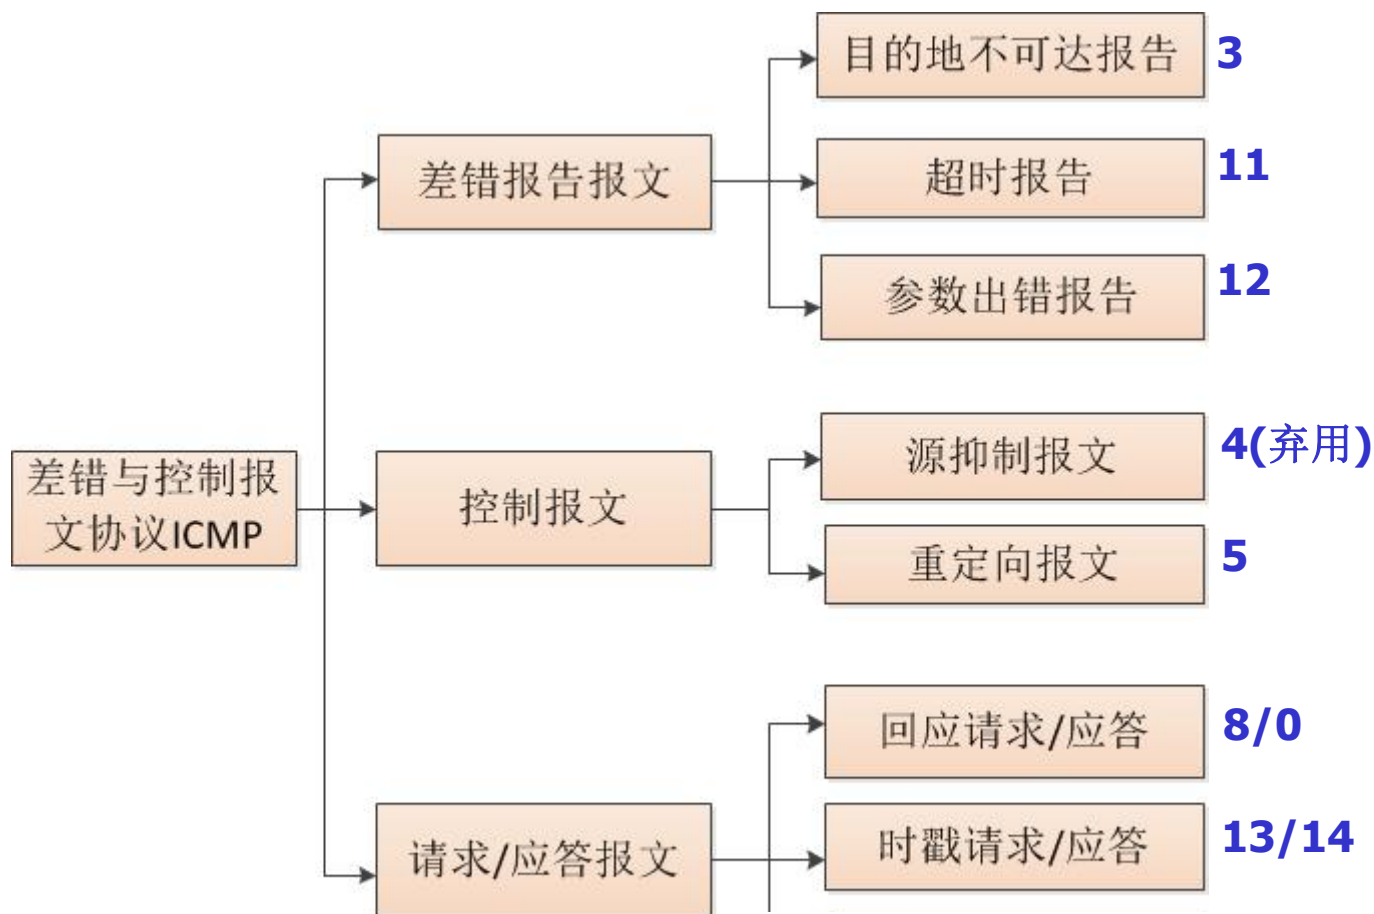 目的地不可达报告 3
差错报告报文
超时报告 11
参数出错报告 12
差错与控制报
文协议ICMP
控制报文
源抑制报文 4(弃用)
重定向报文 5
请求/应答报文
回应请求/应答 8/0
时戳请求/应答 13/14